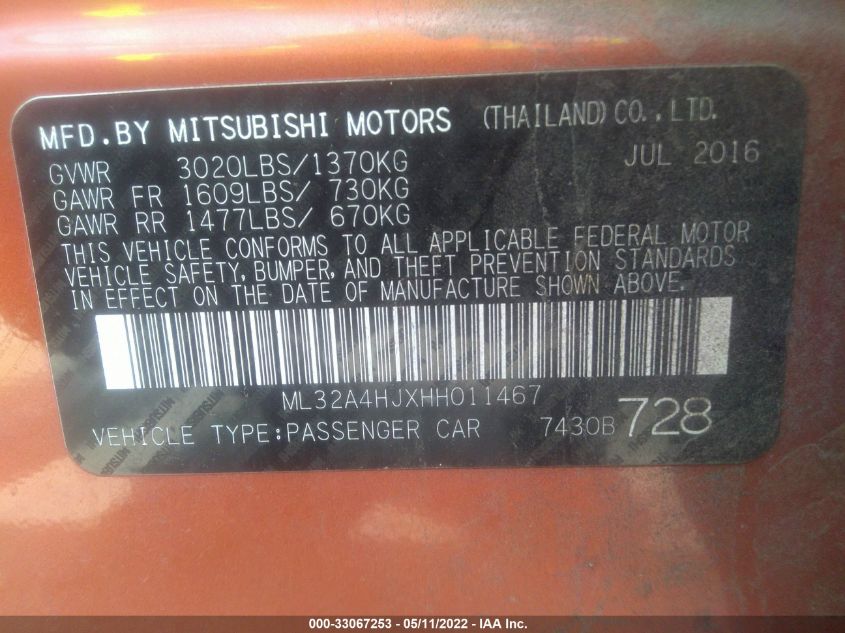 MFD. BY MITSUBISHI MOTORS (THAILAND) CO., LTD.
GVWR 3020LBS/1370KG JUL 2016
GAWR FR 1609LBS/ 730KG
GAWR RR 1477LBS/ 670KG
THIS VEHICLE CONFORMS TO ALL APPLICABLE FEDERAL MOTOR
VEHICLE SAFETY, BUMPER, AND THEFT PREVENTION STANDARDS
IN EFFECT ON THE DATE OF MANUFACTURE SHOWN ABOVE.
ML32A4HJXHH011467
VEHICLE TYPE:PASSENGER CAR 7430B 728
000-33067253 - 05/11/2022 - IAA Inc.